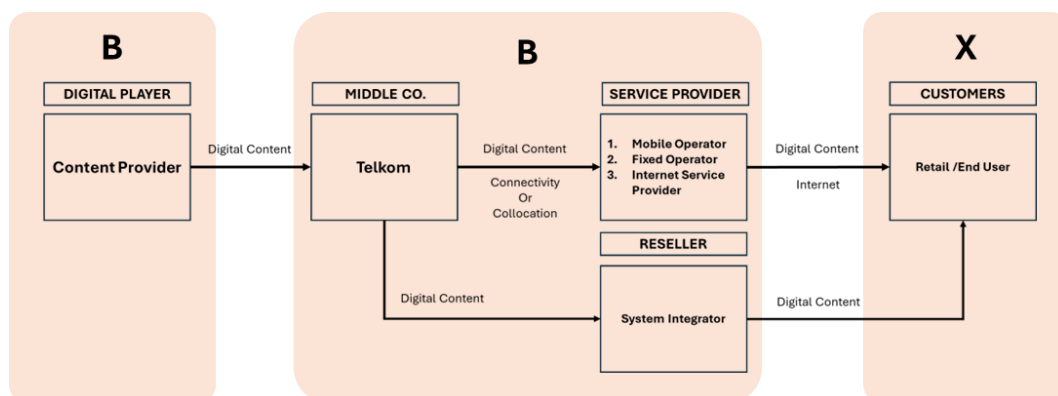 B
B
X
DIGITAL PLAYER
MIDDLE CO.
SERVICE PROVIDER
CUSTOMERS
Content Provider
Digital Content
Telkom
Digital Content
Connectivity
Or
Collocation
1. Mobile Operator
2. Fixed Operator
3. Internet Service
Provider
Digital Content
Internet
Retail /End User
RESELLER
Digital Content
System Integrator
Digital Content